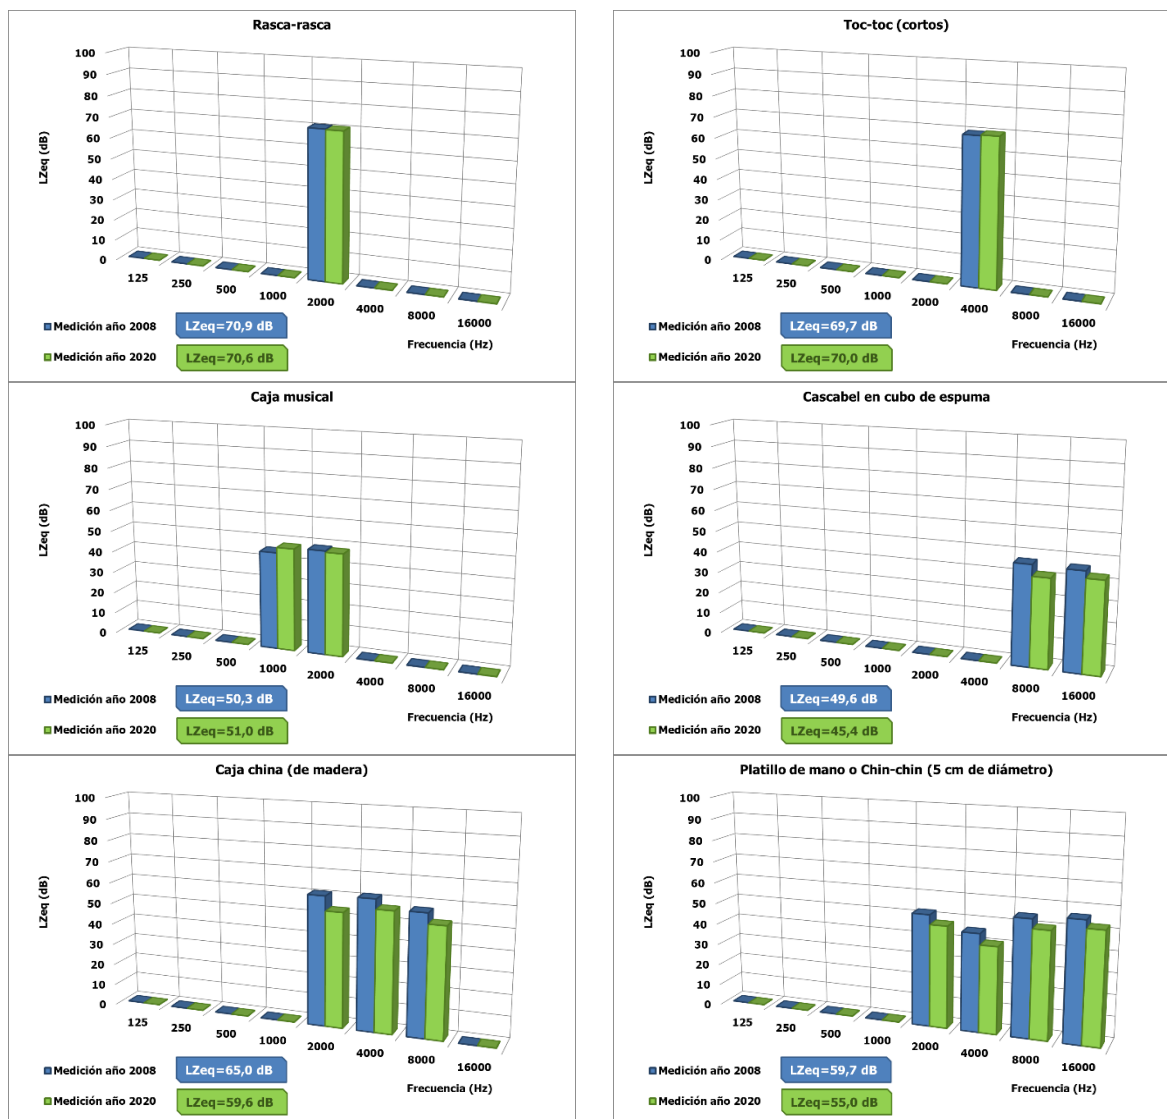 Rasca-rasca
100
90
80
70
60
50
40
30
20
10
0
LZeq (dB)
125
250
500
1000
2000
4000
8000
16000
Frecuencia (Hz)
Medición año 2008
LZeq=70,9 dB
Medición año 2020
LZeq=70,6 dB
Toc-toc (cortos)
100
90
80
70
60
50
40
30
20
10
0
LZeq (dB)
125
250
500
1000
2000
4000
8000
16000
Frecuencia (Hz)
Medición año 2008
LZeq=69,7 dB
Medición año 2020
LZeq=70,0 dB
Caja musical
100
90
80
70
60
50
40
30
20
10
0
LZeq (dB)
125
250
500
1000
2000
4000
8000
16000
Frecuencia (Hz)
Medición año 2008
LZeq=50,3 dB
Medición año 2020
LZeq=51,0 dB
Cascabel en cubo de espuma
100
90
80
70
60
50
40
30
20
10
0
LZeq (dB)
125
250
500
1000
2000
4000
8000
16000
Frecuencia (Hz)
Medición año 2008
LZeq=49,6 dB
Medición año 2020
LZeq=45,4 dB
Caja china (de madera)
100
90
80
70
60
50
40
30
20
10
0
LZeq (dB)
125
250
500
1000
2000
4000
8000
16000
Frecuencia (Hz)
Medición año 2008
LZeq=65,0 dB
Medición año 2020
LZeq=59,6 dB
Platillo de mano o Chin-chin (5 cm de diámetro)
100
90
80
70
60
50
40
30
20
10
0
LZeq (dB)
125
250
500
1000
2000
4000
8000
16000
Frecuencia (Hz)
Medición año 2008
LZeq=59,7 dB
Medición año 2020
LZeq=55,0 dB